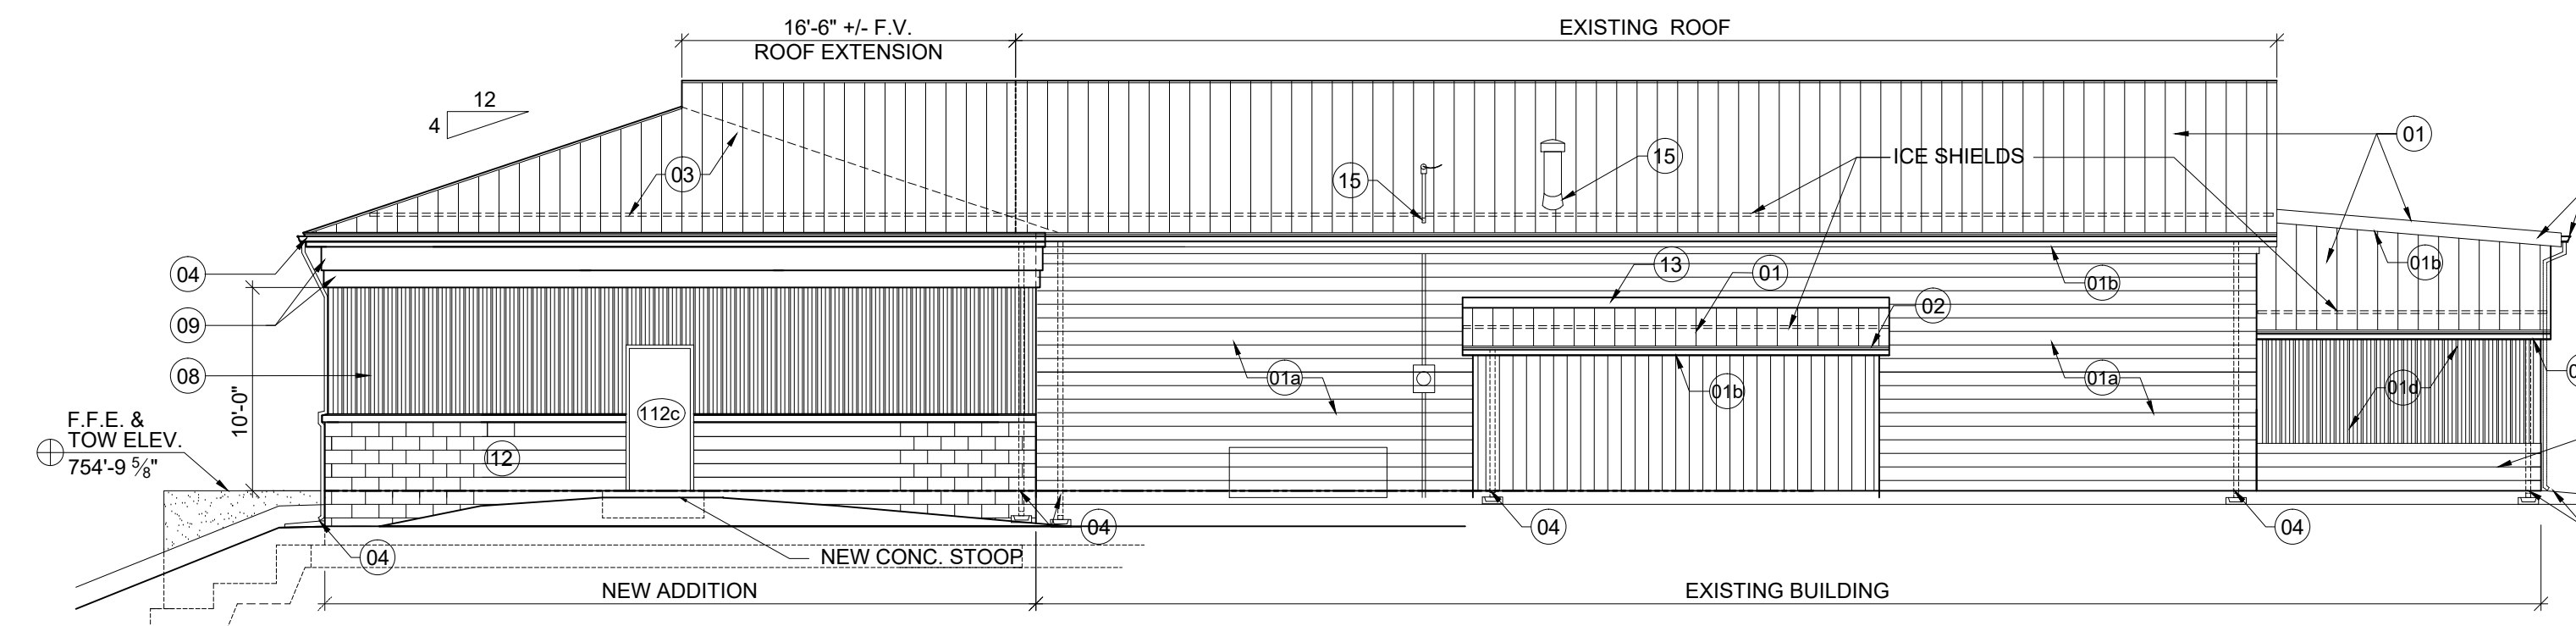 16'-6" +/- F.V.
ROOF EXTENSION
EXISTING ROOF
12
4
01
03
15
15
ICE SHIELDS
04
09
08
10'-0"
13
01
02
01b
01b
01a
01b
01a
01d
112c
12
F.F.E. &
TOW ELEV.
754'-9 5/8"
04
04
04
04
NEW CONC. STOOP
NEW ADDITION
EXISTING BUILDING